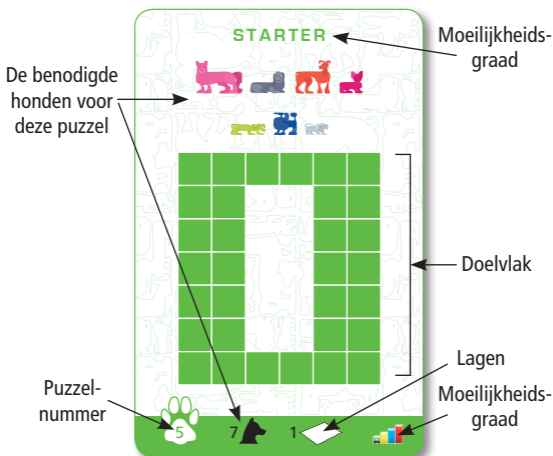 STARTER
Moeilijkheids-
graad
De benodigde
honden voor
deze puzzel
Doelvlak
Lagen
Puzzel-
nummer
Moeilijkheids-
graad
5
7
1